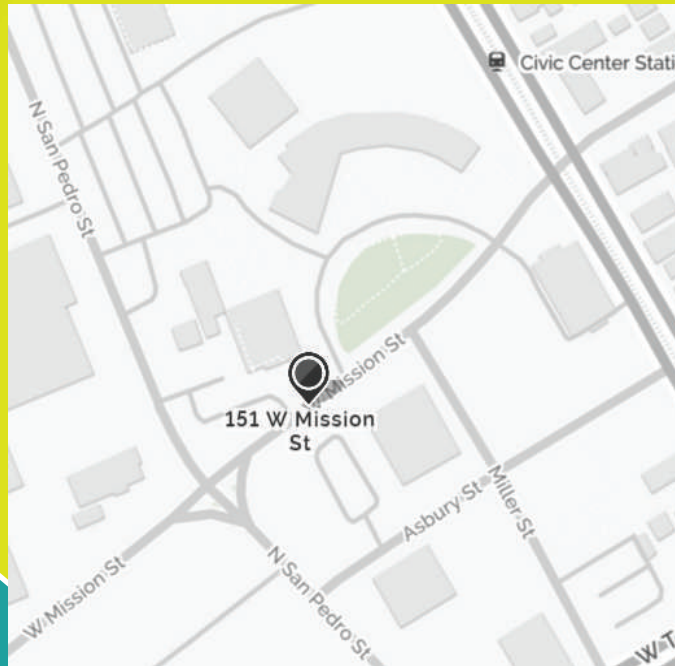 Civic Center Stati
N San Pedro St
W Mission St
151 W Mission
St
Asbury St
Miller St
W Mission St
N San Pedro St
W T